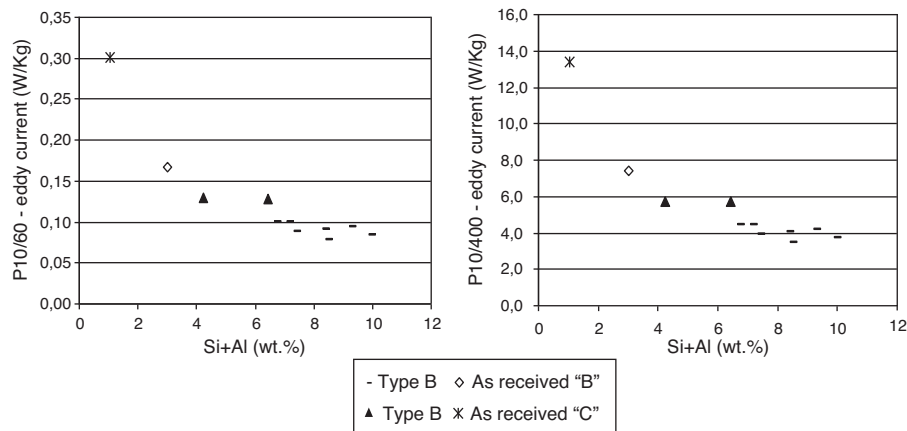 P10/60 - eddy current (W/Kg)
0,35
0,30
0,25
0,20
0,15
0,10
0,05
0,00
0 2 4 6 8 10 12
Si+Al (wt.%)
P10/400 - eddy current (W/Kg)
16,0
14,0
12,0
10,0
8,0
6,0
4,0
2,0
0,0
0 2 4 6 8 10 12
Si+Al (wt.%)
- Type B ◇ As received “B”
▲ Type B ✳ As received “C”